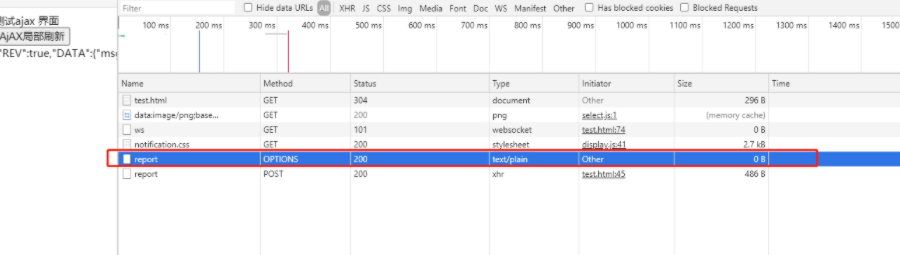 测试ajax 界面
AjAX局部刷新
"REV":true,"DATA":{"ms
Filter Hide data URLs All XHR JS CSS Img Media Font Doc WS Manifest Other Has blocked cookies Blocked Requests
100 ms 200 ms 300 ms 400 ms 500 ms 600 ms 700 ms 800 ms 900 ms 1000 ms 1100 ms 1200 ms 1300 ms 1400 ms 1500
Name Method Status Type Initiator Size Time
test.html GET 304 document Other 296 B
data:image/png;base... GET 200 png select.js:1 (memory cache)
ws GET 101 websocket test.html:74 0 B
notification.css GET 200 stylesheet display.js:41 2.7 kB
report OPTIONS 200 text/plain Other 0 B
report POST 200 xhr test.html:45 486 B